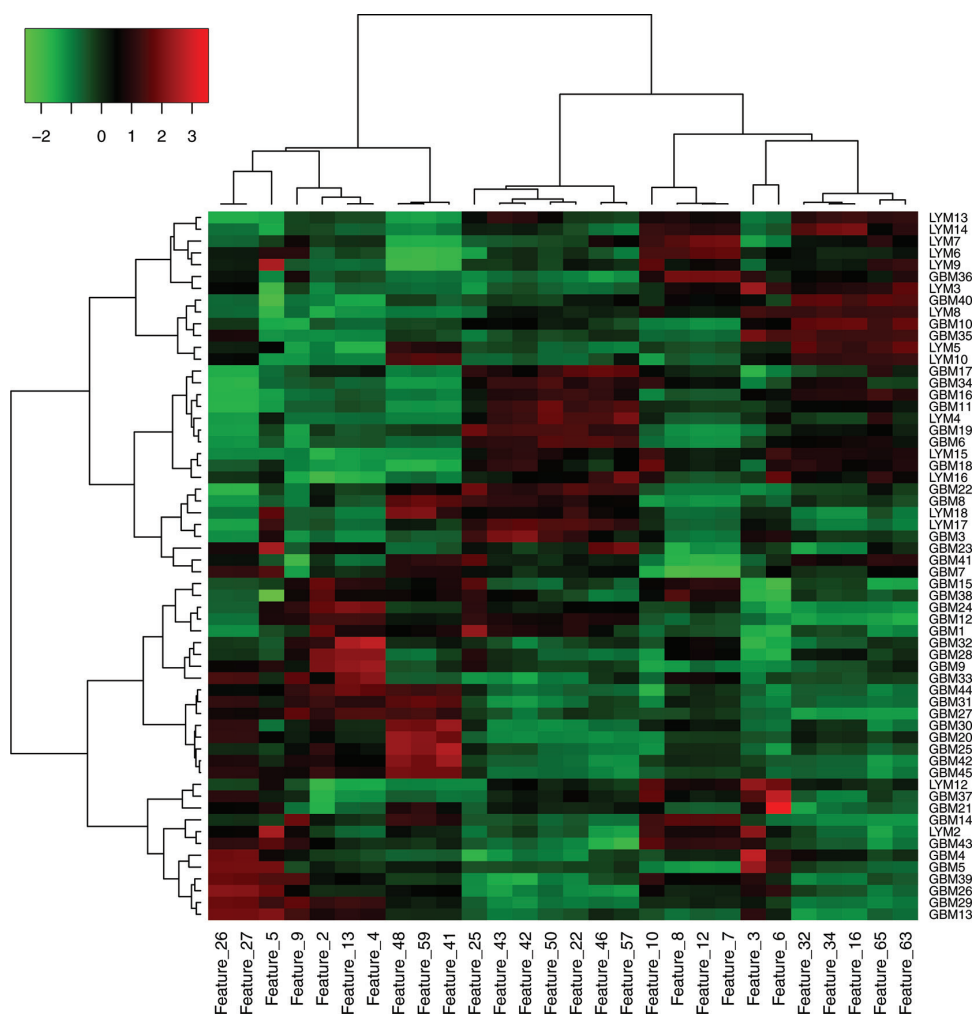 -2 0 1 2 3
LYM13
LYM14
LYM7
LYM6
LYM9
GBM36
LYM3
GBM40
LYM8
GBM10
GBM35
LYM5
LYM10
GBM17
GBM34
GBM16
GBM11
LYM4
GBM19
GBM6
LYM15
GBM18
LYM16
GBM22
GBM8
LYM18
LYM17
GBM3
GBM23
GBM41
GBM7
GBM15
GBM38
GBM24
GBM12
GBM1
GBM32
GBM28
GBM9
GBM33
GBM44
GBM31
GBM27
GBM30
GBM20
GBM25
GBM42
GBM45
LYM12
GBM37
GBM21
GBM14
LYM2
GBM43
GBM4
GBM5
GBM39
GBM26
GBM29
GBM13
Feature_26
Feature_27
Feature_5
Feature_9
Feature_2
Feature_13
Feature_4
Feature_48
Feature_59
Feature_41
Feature_25
Feature_43
Feature_42
Feature_50
Feature_22
Feature_46
Feature_57
Feature_10
Feature_8
Feature_12
Feature_7
Feature_3
Feature_6
Feature_32
Feature_34
Feature_16
Feature_65
Feature_63